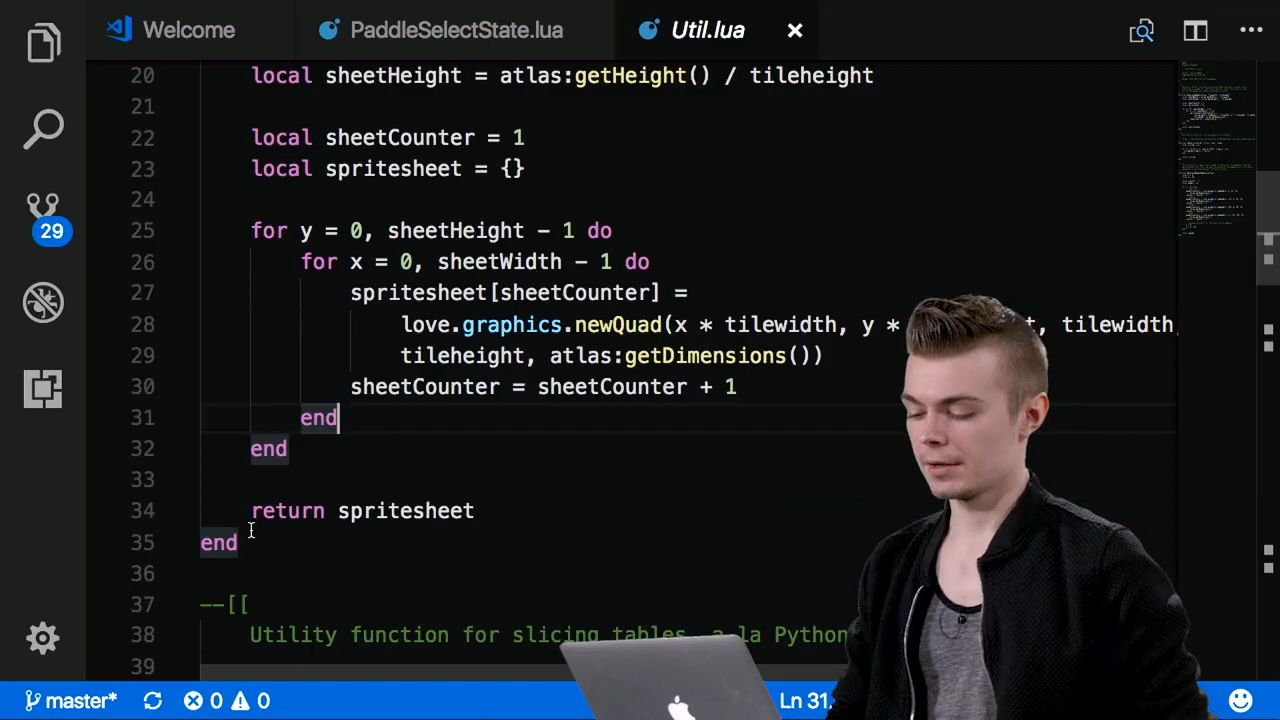 Welcome
PaddleSelectState.lua
Util.lua
20 local sheetHeight = atlas:getHeight() / tileheight
21
22 local sheetCounter = 1
23 local spritesheet = {}
24
25 for y = 0, sheetHeight - 1 do
26 for x = 0, sheetWidth - 1 do
27 spritesheet[sheetCounter] =
28 love.graphics.newQuad(x * tilewidth, y * t, tilewidth,
29 tileheight, atlas:getDimensions())
30 sheetCounter = sheetCounter + 1
31 end
32 end
33
34 return spritesheet
35 end
36
37 --[[
38 Utility function for slicing tables, a la Python
39
29
master*
0 0
Ln 31,